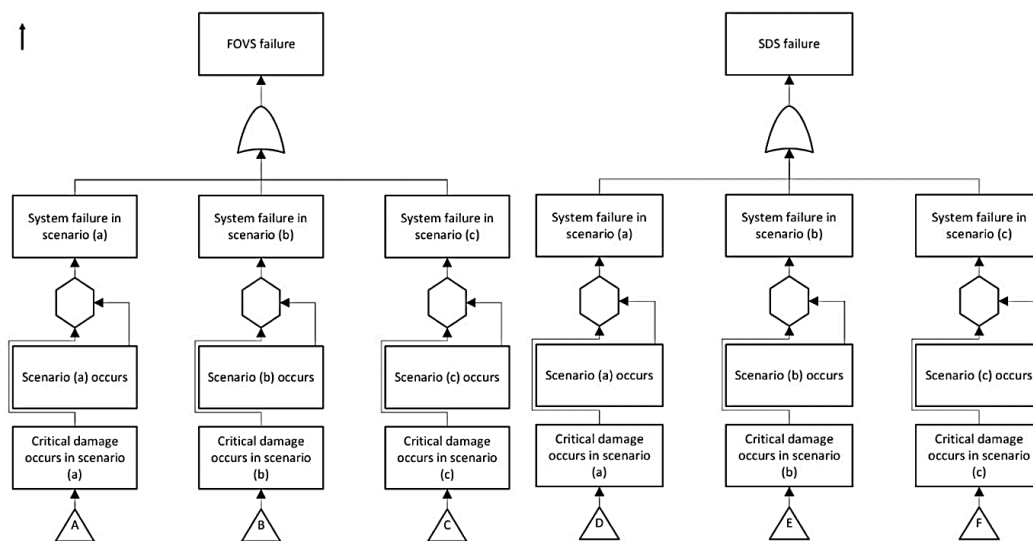 FOVS failure
SDS failure
System failure in
scenario (a)
System failure in
scenario (b)
System failure in
scenario (c)
System failure in
scenario (a)
System failure in
scenario (b)
System failure in
scenario (c)
Scenario (a) occurs
Scenario (b) occurs
Scenario (c) occurs
Scenario (a) occurs
Scenario (b) occurs
Scenario (c) occurs
Critical damage
occurs in scenario
(a)
Critical damage
occurs in scenario
(b)
Critical damage
occurs in scenario
(c)
Critical damage
occurs in scenario
(a)
Critical damage
occurs in scenario
(b)
Critical damage
occurs in scenario
(c)
A
B
C
D
E
F